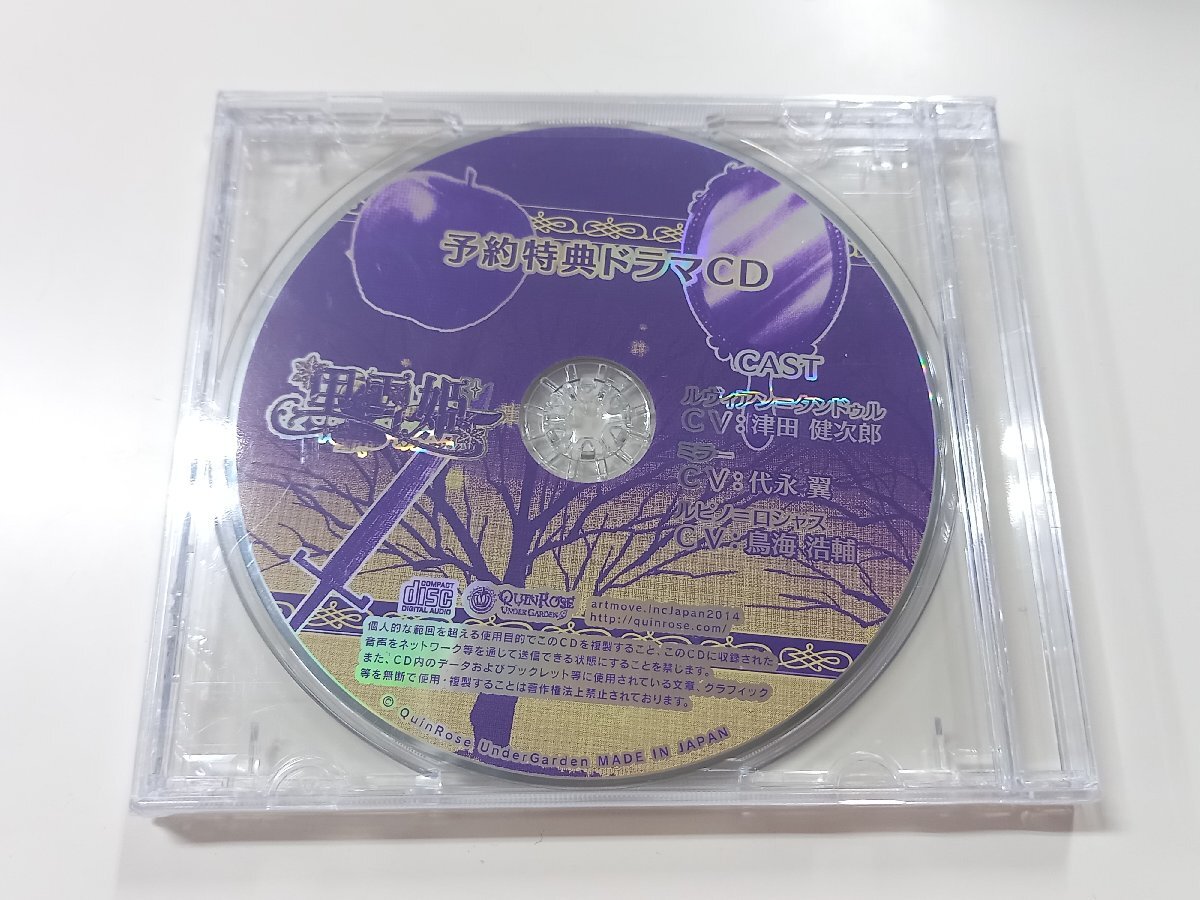 予約特典ドラマCD
黒雪姫
CAST
ルヴィアン=タンドゥル
CV:津田 健次郎
ミラー
CV:代永 翼
ルビノ=ロジャス
CV:鳥海 浩輔
COMPACT
disc
DIGITAL AUDIO
QUINROSE
UNDER GARDEN
artmove.IncJapan2014
http://quinrose.com/
個人的な範囲を超える使用目的でこのCDを複製すること、このCDに収録された
音声をネットワーク等を通じて送信できる状態にすることを禁じます。
また、CD内のデータおよびブックレット等に使用されている文章、グラフィック
等を無断で使用・複製することは著作権法上禁止されております。
© QuinRose UnderGarden MADE IN JAPAN